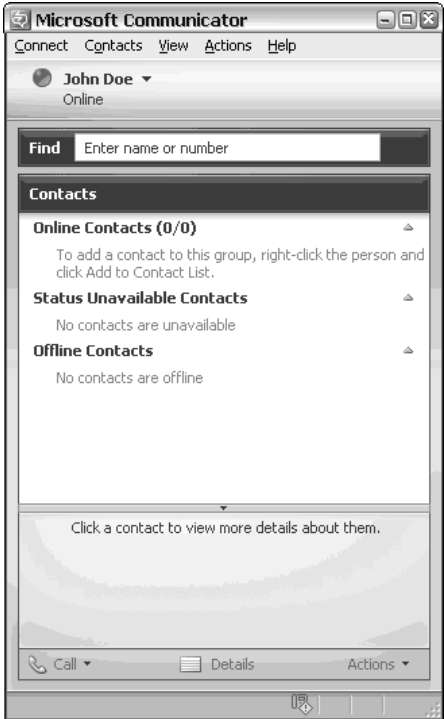 Microsoft Communicator
Connect Contacts View Actions Help
John Doe
Online
Find Enter name or number
Contacts
Online Contacts (0/0)
To add a contact to this group, right-click the person and
click Add to Contact List.
Status Unavailable Contacts
No contacts are unavailable
Offline Contacts
No contacts are offline
Click a contact to view more details about them.
Call Details Actions